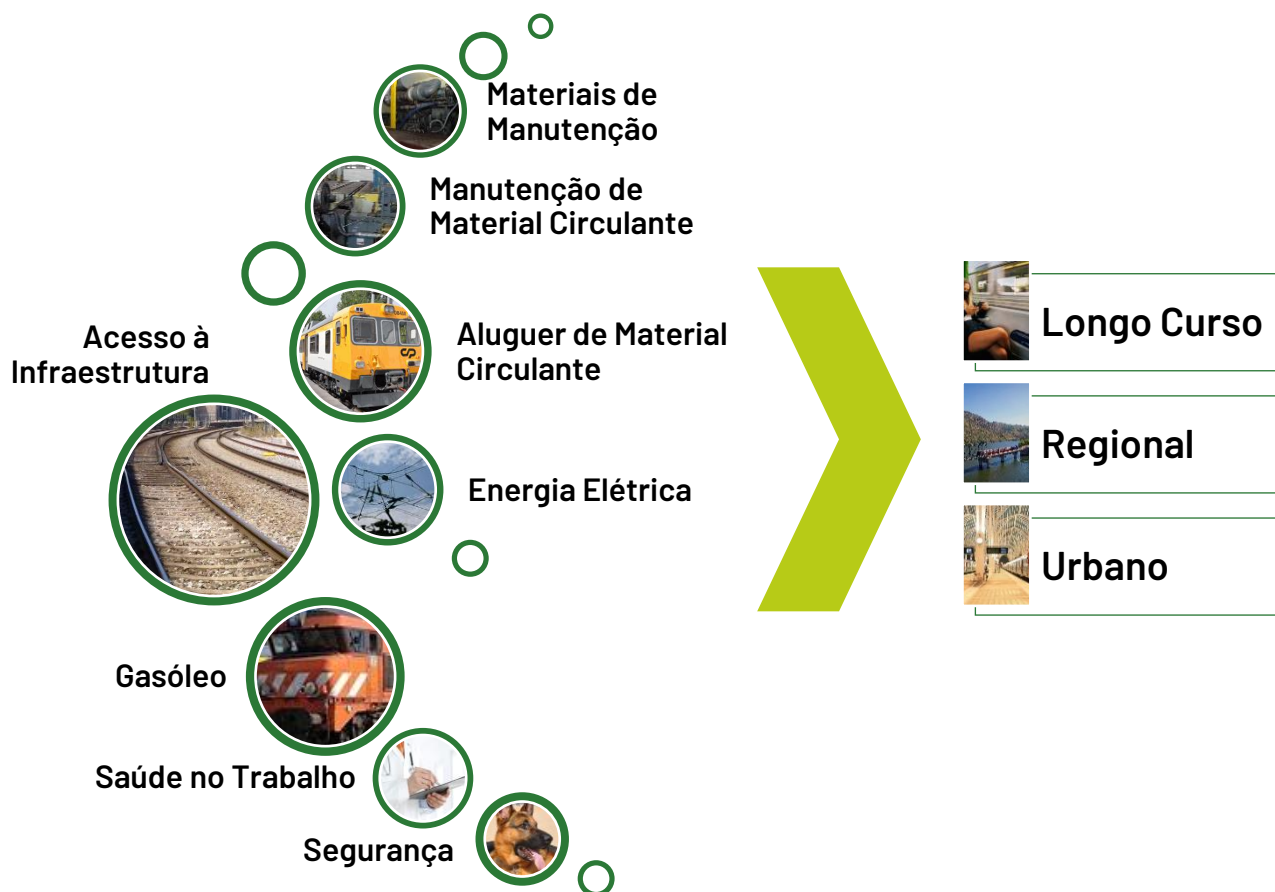 Materiais de
Manutenção
Manutenção de
Material Circulante
Acesso à
Infraestrutura
Aluguer de Material
Circulante
Energia Elétrica
Gasóleo
Saúde no Trabalho
Segurança
Longo Curso
Regional
Urbano